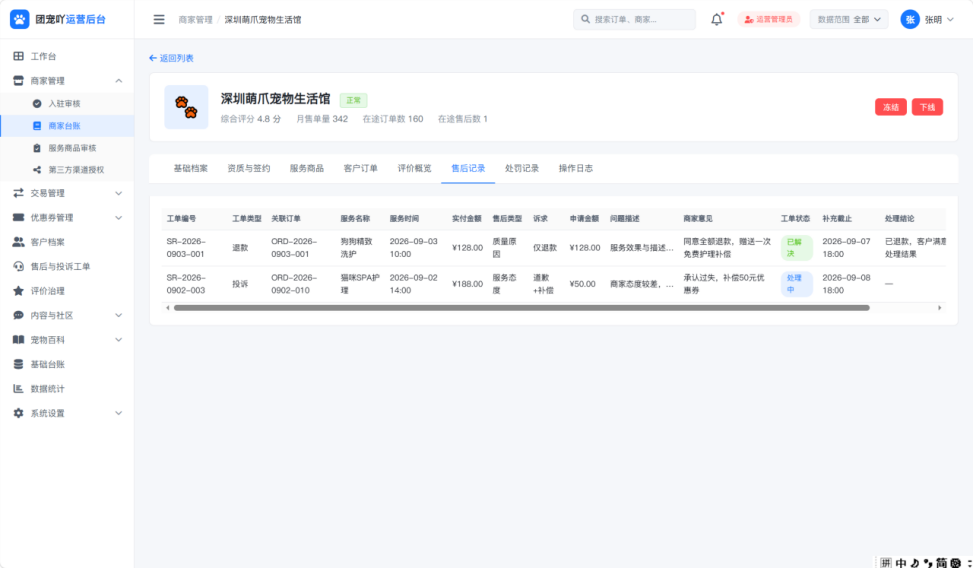 团宠吖运营后台
商家管理 / 深圳萌爪宠物生活馆
搜索订单、商家...
运营管理员
数据范围 全部
张
张明
工作台
商家管理
入驻审核
商家台账
服务商品审核
第三方渠道授权
交易管理
优惠券管理
客户档案
售后与投诉工单
评价治理
内容与社区
宠物百科
基础台账
数据统计
系统设置
返回列表
深圳萌爪宠物生活馆 正常
综合评分 4.8 分 月售单量 342 在途订单数 160 在途售后数 1
冻结 下线
基础档案 资质与签约 服务商品 客户订单 评价概览 售后记录 处罚记录 操作日志
工单编号 工单类型 关联订单 服务名称 服务时间 实付金额 售后类型 诉求 申请金额 问题描述 商家意见 工单状态 补充截止 处理结论
SR-2026-0903-001 退款 ORD-2026-0903-001 狗狗精致洗护 2026-09-03 10:00 ¥128.00 质量原因 仅退款 ¥128.00 服务效果与描述... 同意全额退款，赠送一次免费护理补偿 已解决 2026-09-07 18:00 已退款，客户满意处理结果
SR-2026-0902-003 投诉 ORD-2026-0902-010 猫咪SPA护理 2026-09-02 14:00 ¥188.00 服务态度 道歉+补偿 ¥50.00 商家态度较差，... 承认过失，补偿50元优惠券 处理中 2026-09-08 18:00 —
拼 中 简